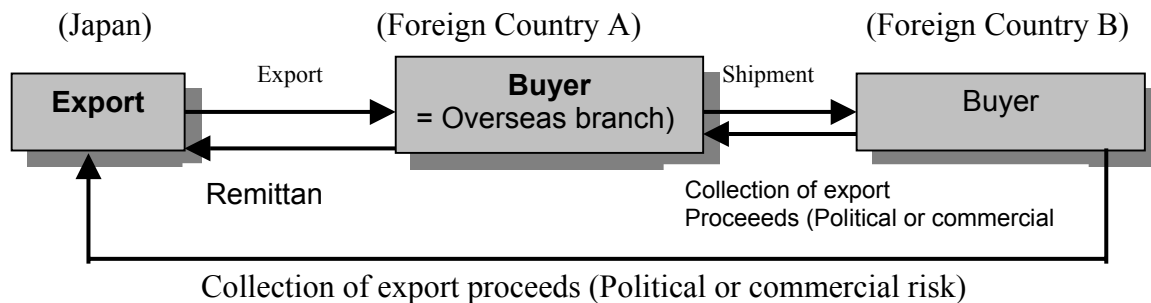 (Japan)
(Foreign Country A)
(Foreign Country B)
Export
Export
Buyer
= Overseas branch)
Shipment
Buyer
Remittan
Collection of export
Proceeeds (Political or commercial
Collection of export proceeds (Political or commercial risk)